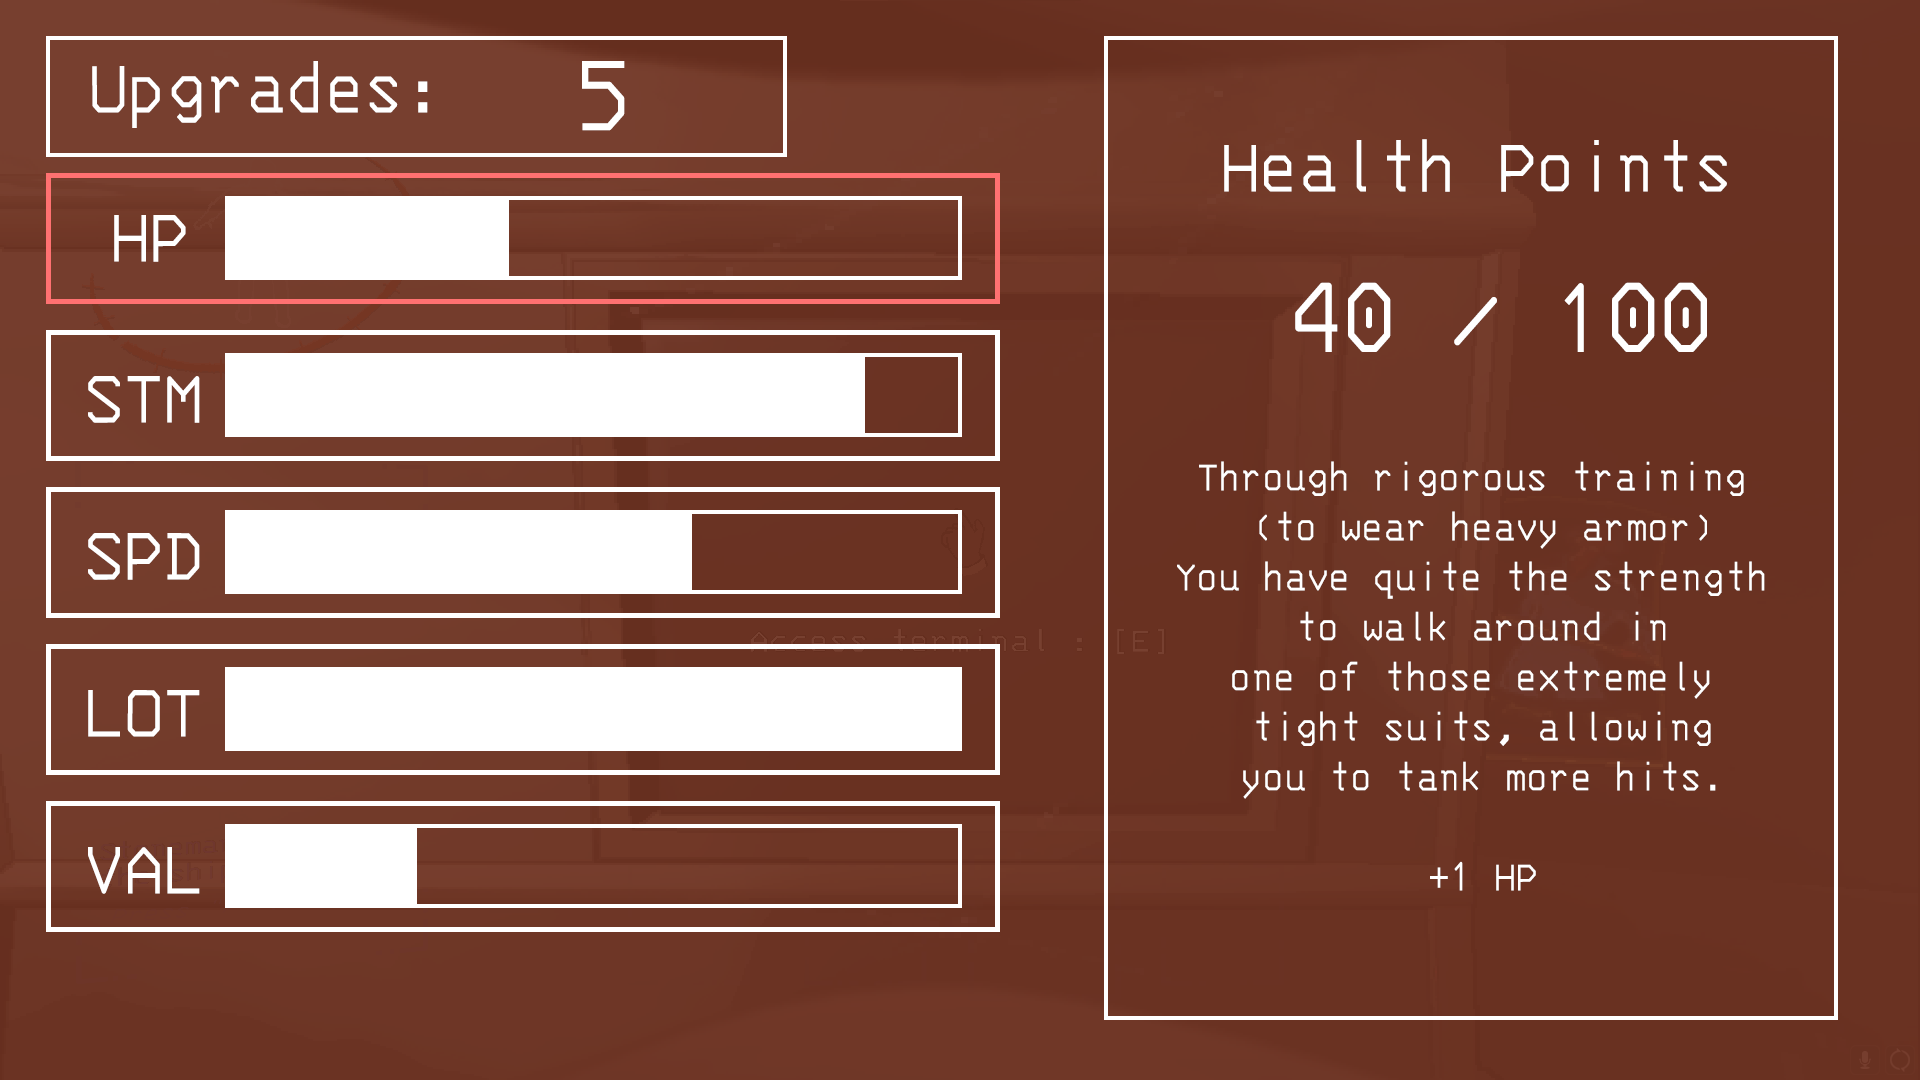 Upgrades: 5
HP
STM
SPD
LOT
VAL
Health Points
40 / 100
Through rigorous training
(to wear heavy armor)
You have quite the strength
to walk around in
one of those extremely
tight suits, allowing
you to tank more hits.
+1 HP
Access terminal : [E]